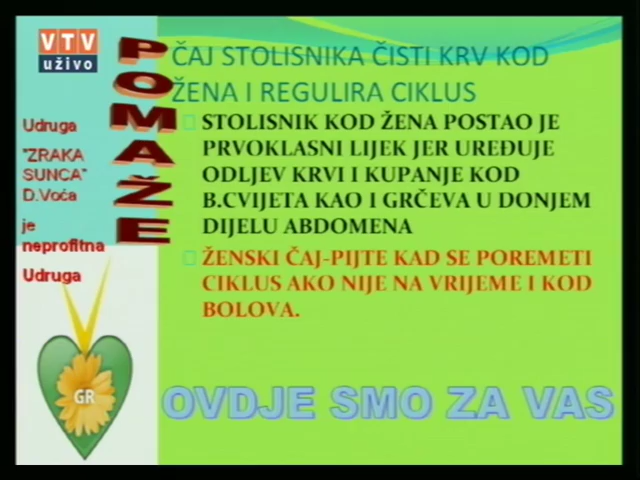 VTV
uživo
POMAŽE
Udruga
"ZRAKA
SUNCA"
D.Voća
je
neprofitna
Udruga
GR
ČAJ STOLISNIKA ČISTI KRV KOD
ŽENA I REGULIRA CIKLUS
STOLISNIK KOD ŽENA POSTAO JE
PRVOKLASNI LIJEK JER UREĐUJE
ODLJEV KRVI I KUPANJE KOD
B.CVIJETA KAO I GRČEVA U DONJEM
DIJELU ABDOMENA
ŽENSKI ČAJ-PIJTE KAD SE POREMETI
CIKLUS AKO NIJE NA VRIJEME I KOD
BOLOVA.
OVDJE SMO ZA VAS